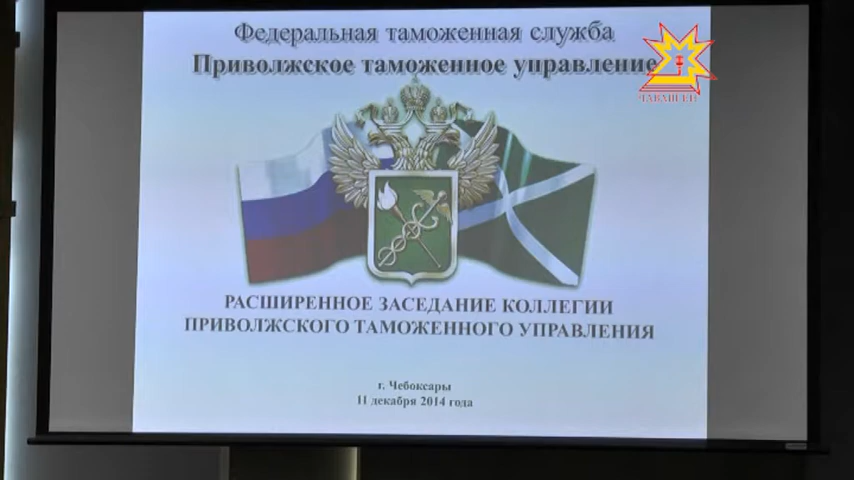 Федеральная таможенная служба
Приволжское таможенное управление
РАСШИРЕННОЕ ЗАСЕДАНИЕ КОЛЛЕГИИ
ПРИВОЛЖСКОГО ТАМОЖЕННОГО УПРАВЛЕНИЯ
г. Чебоксары
11 декабря 2014 года